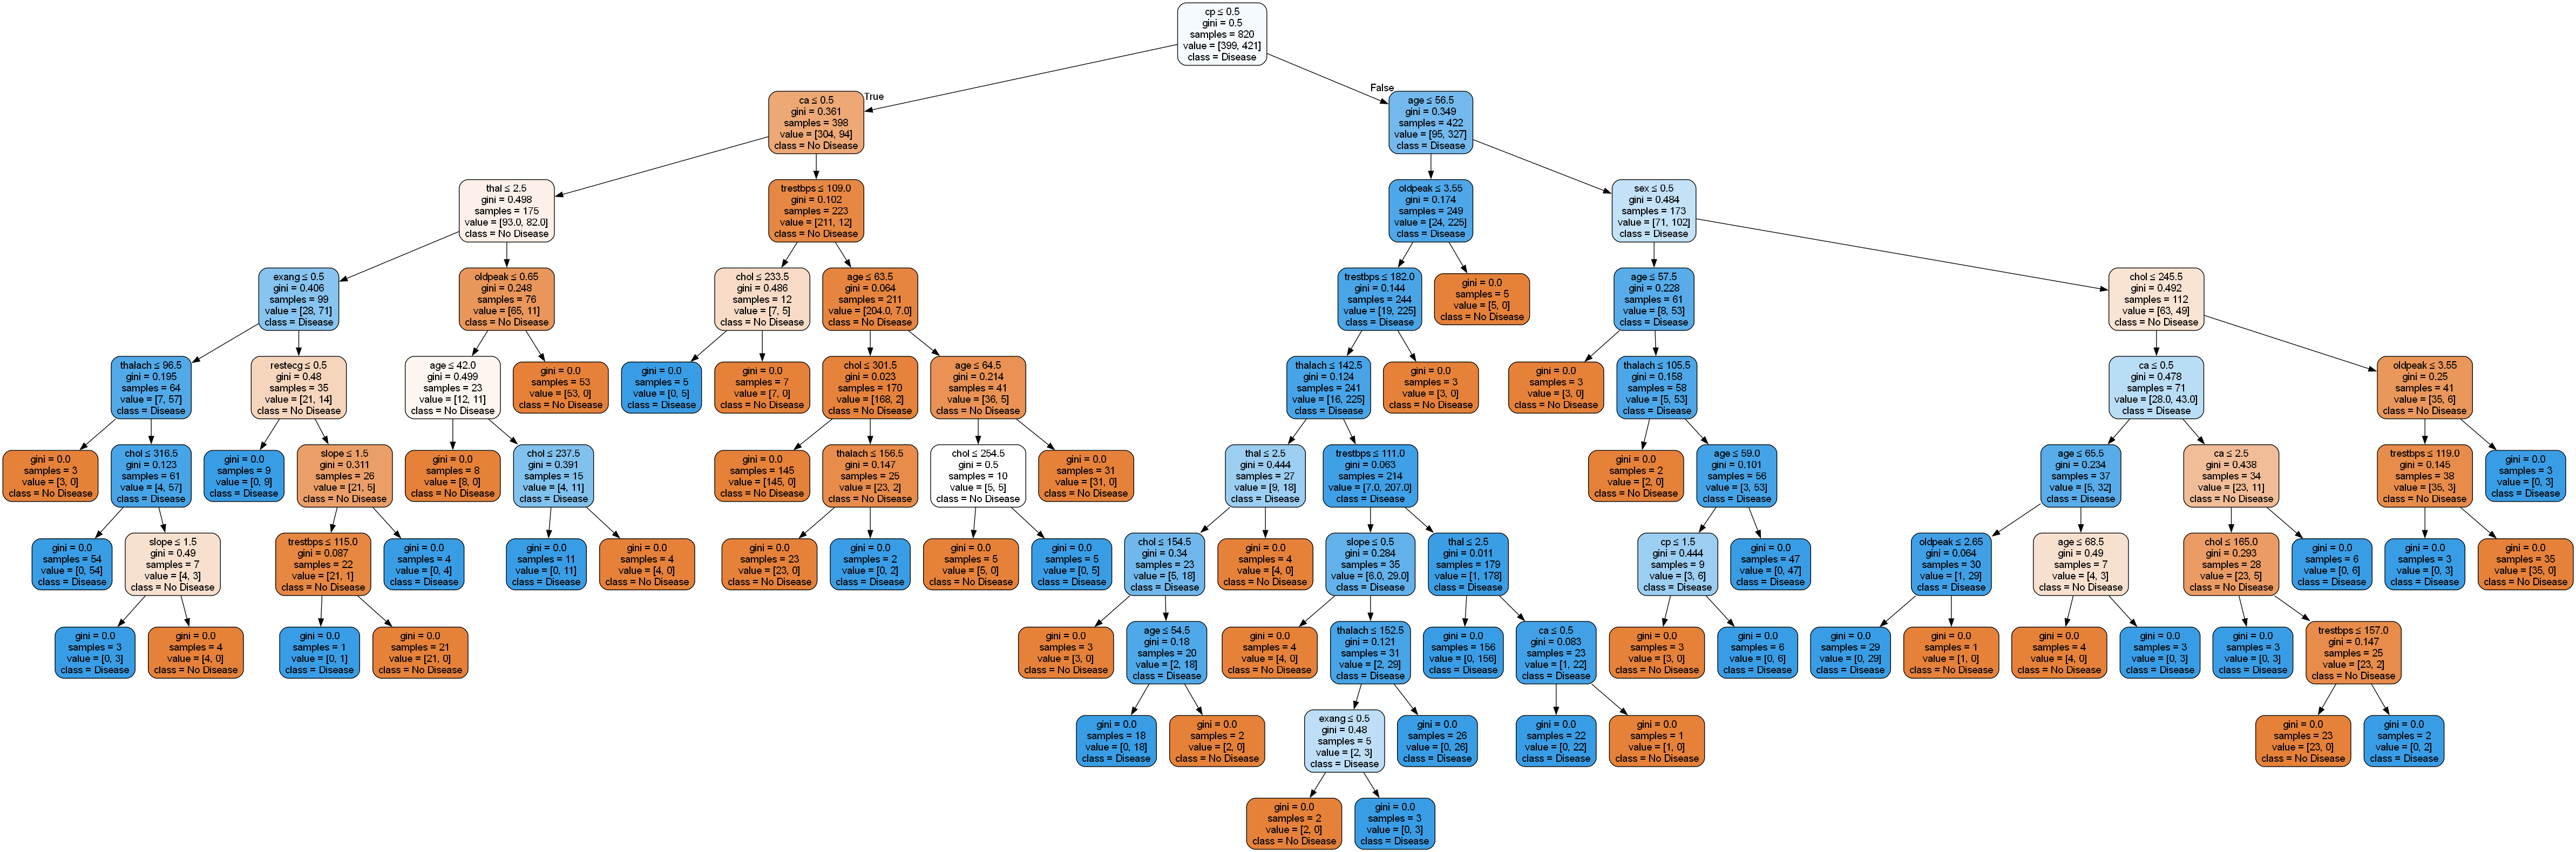 cp ≤ 0.5
gini = 0.5
samples = 820
value = [399, 421]
class = Disease
True
False
ca ≤ 0.5
gini = 0.361
samples = 398
value = [304, 94]
class = No Disease
age ≤ 56.5
gini = 0.349
samples = 422
value = [95, 327]
class = Disease
thal ≤ 2.5
gini = 0.498
samples = 175
value = [93.0, 82.0]
class = No Disease
trestbps ≤ 109.0
gini = 0.102
samples = 223
value = [211, 12]
class = No Disease
oldpeak ≤ 3.55
gini = 0.174
samples = 249
value = [24, 225]
class = Disease
sex ≤ 0.5
gini = 0.484
samples = 173
value = [71, 102]
class = Disease
exang ≤ 0.5
gini = 0.406
samples = 99
value = [28, 71]
class = Disease
oldpeak ≤ 0.65
gini = 0.248
samples = 76
value = [65, 11]
class = No Disease
chol ≤ 233.5
gini = 0.486
samples = 12
value = [7, 5]
class = No Disease
age ≤ 63.5
gini = 0.064
samples = 211
value = [204.0, 7.0]
class = No Disease
trestbps ≤ 182.0
gini = 0.144
samples = 244
value = [19, 225]
class = Disease
gini = 0.0
samples = 5
value = [5, 0]
class = No Disease
age ≤ 57.5
gini = 0.228
samples = 61
value = [8, 53]
class = Disease
chol ≤ 245.5
gini = 0.492
samples = 112
value = [63, 49]
class = No Disease
thalach ≤ 96.5
gini = 0.195
samples = 64
value = [7, 57]
class = Disease
restecg ≤ 0.5
gini = 0.48
samples = 35
value = [21, 14]
class = No Disease
age ≤ 42.0
gini = 0.499
samples = 23
value = [12, 11]
class = No Disease
gini = 0.0
samples = 53
value = [53, 0]
class = No Disease
gini = 0.0
samples = 5
value = [0, 5]
class = Disease
gini = 0.0
samples = 7
value = [7, 0]
class = No Disease
chol ≤ 301.5
gini = 0.023
samples = 170
value = [168, 2]
class = No Disease
age ≤ 64.5
gini = 0.214
samples = 41
value = [36, 5]
class = No Disease
thalach ≤ 142.5
gini = 0.124
samples = 241
value = [16, 225]
class = Disease
gini = 0.0
samples = 3
value = [3, 0]
class = No Disease
gini = 0.0
samples = 3
value = [3, 0]
class = No Disease
thalach ≤ 105.5
gini = 0.158
samples = 58
value = [5, 53]
class = Disease
ca ≤ 0.5
gini = 0.478
samples = 71
value = [28.0, 43.0]
class = Disease
oldpeak ≤ 3.55
gini = 0.25
samples = 41
value = [35, 6]
class = No Disease
gini = 0.0
samples = 3
value = [3, 0]
class = No Disease
chol ≤ 316.5
gini = 0.123
samples = 61
value = [4, 57]
class = Disease
gini = 0.0
samples = 9
value = [0, 9]
class = Disease
slope ≤ 1.5
gini = 0.311
samples = 26
value = [21, 5]
class = No Disease
gini = 0.0
samples = 8
value = [8, 0]
class = No Disease
chol ≤ 237.5
gini = 0.391
samples = 15
value = [4, 11]
class = Disease
gini = 0.0
samples = 145
value = [145, 0]
class = No Disease
thalach ≤ 156.5
gini = 0.147
samples = 25
value = [23, 2]
class = No Disease
chol ≤ 254.5
gini = 0.5
samples = 10
value = [5, 5]
class = No Disease
gini = 0.0
samples = 31
value = [31, 0]
class = No Disease
thal ≤ 2.5
gini = 0.444
samples = 27
value = [9, 18]
class = Disease
trestbps ≤ 111.0
gini = 0.063
samples = 214
value = [7.0, 207.0]
class = Disease
gini = 0.0
samples = 2
value = [2, 0]
class = No Disease
age ≤ 59.0
gini = 0.101
samples = 56
value = [3, 53]
class = Disease
age ≤ 65.5
gini = 0.234
samples = 37
value = [5, 32]
class = Disease
ca ≤ 2.5
gini = 0.438
samples = 34
value = [23, 11]
class = No Disease
trestbps ≤ 119.0
gini = 0.145
samples = 38
value = [35, 3]
class = No Disease
gini = 0.0
samples = 3
value = [0, 3]
class = Disease
gini = 0.0
samples = 54
value = [0, 54]
class = Disease
slope ≤ 1.5
gini = 0.49
samples = 7
value = [4, 3]
class = No Disease
trestbps ≤ 115.0
gini = 0.087
samples = 22
value = [21, 1]
class = No Disease
gini = 0.0
samples = 4
value = [0, 4]
class = Disease
gini = 0.0
samples = 11
value = [0, 11]
class = Disease
gini = 0.0
samples = 4
value = [4, 0]
class = No Disease
gini = 0.0
samples = 23
value = [23, 0]
class = No Disease
gini = 0.0
samples = 2
value = [0, 2]
class = Disease
gini = 0.0
samples = 5
value = [5, 0]
class = No Disease
gini = 0.0
samples = 5
value = [0, 5]
class = Disease
chol ≤ 154.5
gini = 0.34
samples = 23
value = [5, 18]
class = Disease
gini = 0.0
samples = 4
value = [4, 0]
class = No Disease
slope ≤ 0.5
gini = 0.284
samples = 35
value = [6.0, 29.0]
class = Disease
thal ≤ 2.5
gini = 0.011
samples = 179
value = [1, 178]
class = Disease
cp ≤ 1.5
gini = 0.444
samples = 9
value = [3, 6]
class = Disease
gini = 0.0
samples = 47
value = [0, 47]
class = Disease
oldpeak ≤ 2.65
gini = 0.064
samples = 30
value = [1, 29]
class = Disease
age ≤ 68.5
gini = 0.49
samples = 7
value = [4, 3]
class = No Disease
chol ≤ 165.0
gini = 0.293
samples = 28
value = [23, 5]
class = No Disease
gini = 0.0
samples = 6
value = [0, 6]
class = Disease
gini = 0.0
samples = 3
value = [0, 3]
class = Disease
gini = 0.0
samples = 35
value = [35, 0]
class = No Disease
gini = 0.0
samples = 3
value = [0, 3]
class = Disease
gini = 0.0
samples = 4
value = [4, 0]
class = No Disease
gini = 0.0
samples = 1
value = [0, 1]
class = Disease
gini = 0.0
samples = 21
value = [21, 0]
class = No Disease
gini = 0.0
samples = 3
value = [3, 0]
class = No Disease
age ≤ 54.5
gini = 0.18
samples = 20
value = [2, 18]
class = Disease
gini = 0.0
samples = 4
value = [4, 0]
class = No Disease
thalach ≤ 152.5
gini = 0.121
samples = 31
value = [2, 29]
class = Disease
gini = 0.0
samples = 156
value = [0, 156]
class = Disease
ca ≤ 0.5
gini = 0.083
samples = 23
value = [1, 22]
class = Disease
gini = 0.0
samples = 3
value = [3, 0]
class = No Disease
gini = 0.0
samples = 6
value = [0, 6]
class = Disease
gini = 0.0
samples = 29
value = [0, 29]
class = Disease
gini = 0.0
samples = 1
value = [1, 0]
class = No Disease
gini = 0.0
samples = 4
value = [4, 0]
class = No Disease
gini = 0.0
samples = 3
value = [0, 3]
class = Disease
gini = 0.0
samples = 3
value = [0, 3]
class = Disease
trestbps ≤ 157.0
gini = 0.147
samples = 25
value = [23, 2]
class = No Disease
gini = 0.0
samples = 18
value = [0, 18]
class = Disease
gini = 0.0
samples = 2
value = [2, 0]
class = No Disease
exang ≤ 0.5
gini = 0.48
samples = 5
value = [2, 3]
class = Disease
gini = 0.0
samples = 26
value = [0, 26]
class = Disease
gini = 0.0
samples = 22
value = [0, 22]
class = Disease
gini = 0.0
samples = 1
value = [1, 0]
class = No Disease
gini = 0.0
samples = 23
value = [23, 0]
class = No Disease
gini = 0.0
samples = 2
value = [0, 2]
class = Disease
gini = 0.0
samples = 2
value = [2, 0]
class = No Disease
gini = 0.0
samples = 3
value = [0, 3]
class = Disease